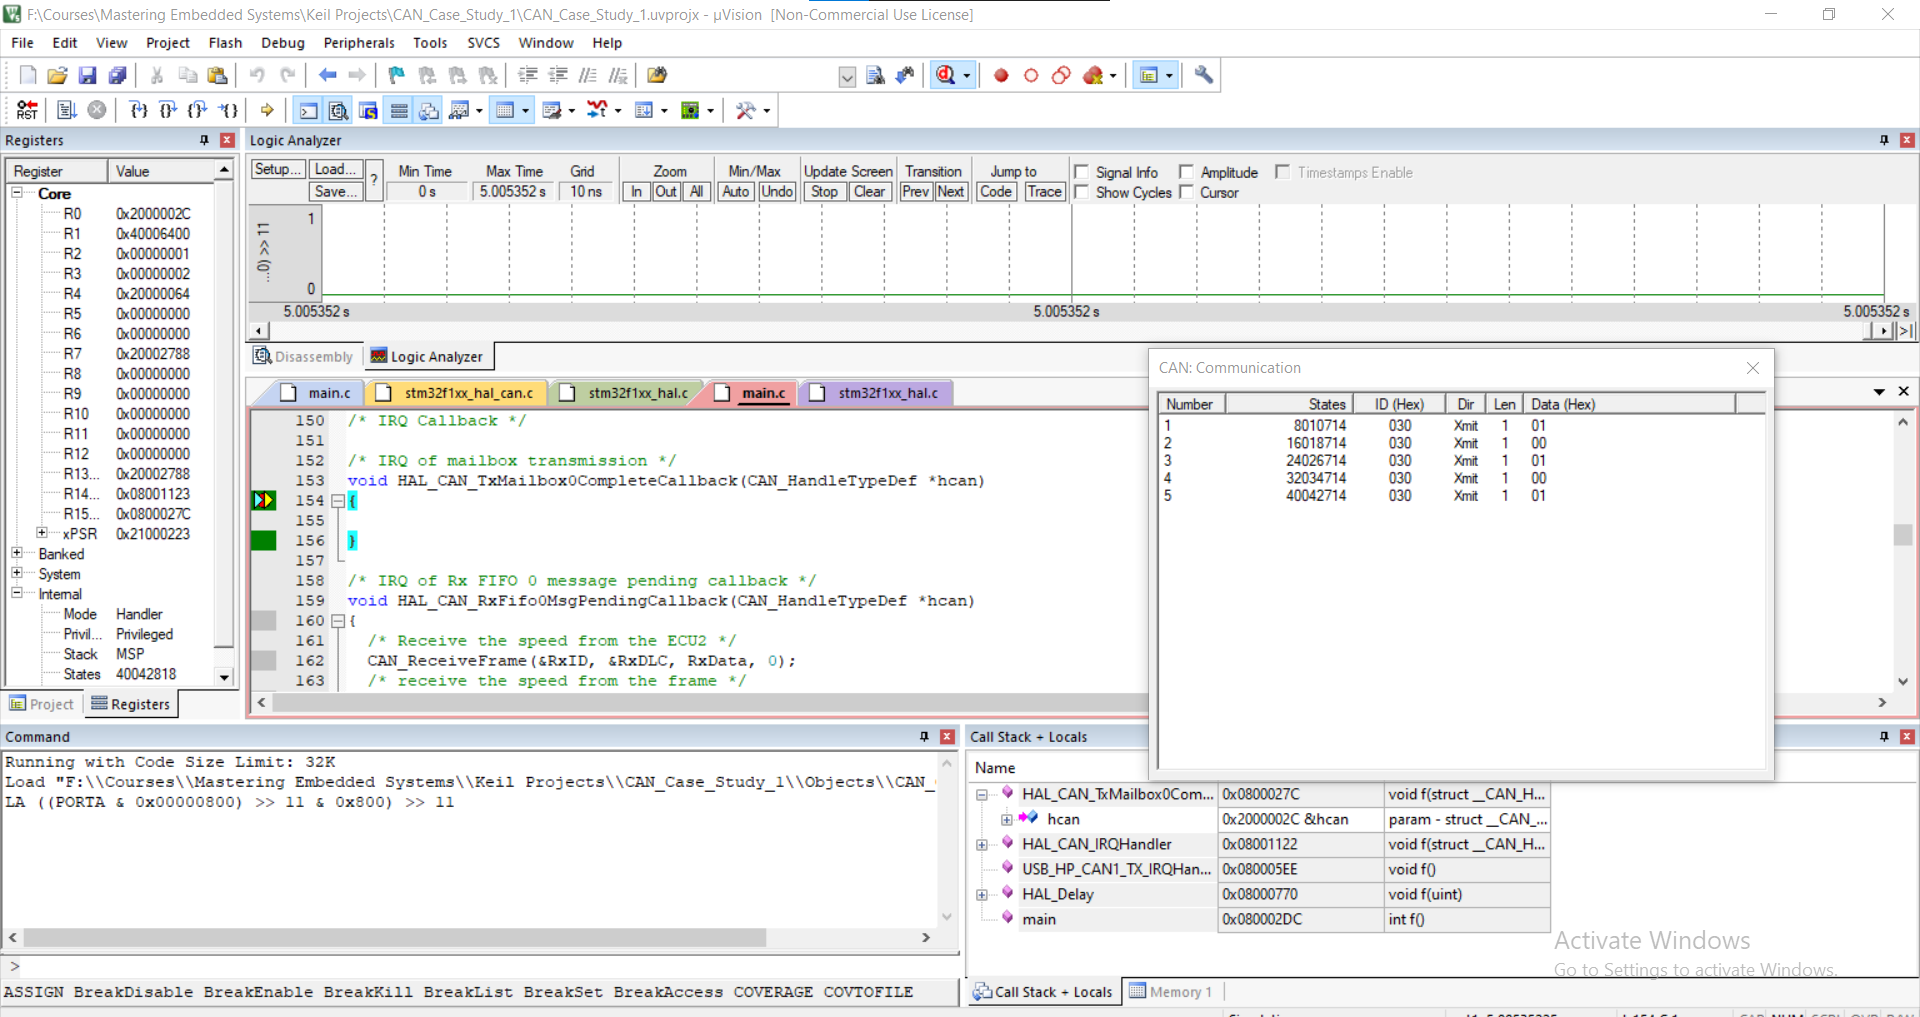 F:\Courses\Mastering Embedded Systems\Keil Projects\CAN_Case_Study_1\CAN_Case_Study_1.uvprojx - µVision [Non-Commercial Use License]
File Edit View Project Flash Debug Peripherals Tools SVCS Window Help
RST
Registers
Register Value
Core
R0 0x2000002C
R1 0x40006400
R2 0x00000001
R3 0x00000002
R4 0x20000064
R5 0x00000000
R6 0x00000000
R7 0x20002788
R8 0x00000000
R9 0x00000000
R10 0x00000000
R11 0x00000000
R12 0x00000000
R13... 0x20002788
R14... 0x08001123
R15... 0x0800027C
xPSR 0x21000223
Banked
System
Internal
Mode Handler
Privil... Privileged
Stack MSP
States 40042818
Project Registers
Logic Analyzer
Setup... Load... ? Min Time Max Time Grid Zoom Min/Max Update Screen Transition Jump to Signal Info Amplitude Timestamps Enable
Save... 0 s 5.005352 s 10 ns In Out All Auto Undo Stop Clear Prev Next Code Trace Show Cycles Cursor
...0) >> 11
1
0
5.005352 s 5.005352 s 5.005352 s
Disassembly Logic Analyzer
main.c stm32f1xx_hal_can.c stm32f1xx_hal.c main.c stm32f1xx_hal.c
150 /* IRQ Callback */
151
152 /* IRQ of mailbox transmission */
153 void HAL_CAN_TxMailbox0CompleteCallback(CAN_HandleTypeDef *hcan)
154 {
155
156 }
157
158 /* IRQ of Rx FIFO 0 message pending callback */
159 void HAL_CAN_RxFifo0MsgPendingCallback(CAN_HandleTypeDef *hcan)
160 {
161 /* Receive the speed from the ECU2 */
162 CAN_ReceiveFrame(&RxID, &RxDLC, RxData, 0);
163 /* receive the speed from the frame */
CAN: Communication
Number States ID (Hex) Dir Len Data (Hex)
1 8010714 030 Xmit 1 01
2 16018714 030 Xmit 1 00
3 24026714 030 Xmit 1 01
4 32034714 030 Xmit 1 00
5 40042714 030 Xmit 1 01
Command
Running with Code Size Limit: 32K
Load "F:\\Courses\\Mastering Embedded Systems\\Keil Projects\\CAN_Case_Study_1\\Objects\\CAN_
LA ((PORTA & 0x00000800) >> 11 & 0x800) >> 11
>
ASSIGN BreakDisable BreakEnable BreakKill BreakList BreakSet BreakAccess COVERAGE COVTOFILE
Call Stack + Locals
Name
HAL_CAN_TxMailbox0Com... 0x0800027C void f(struct __CAN_H...
hcan 0x2000002C &hcan param - struct __CAN_...
HAL_CAN_IRQHandler 0x08001122 void f(struct __CAN_H...
USB_HP_CAN1_TX_IRQHan... 0x080005EE void f()
HAL_Delay 0x08000770 void f(uint)
main 0x080002DC int f()
Call Stack + Locals Memory 1
Activate Windows
Go to Settings to activate Windows.